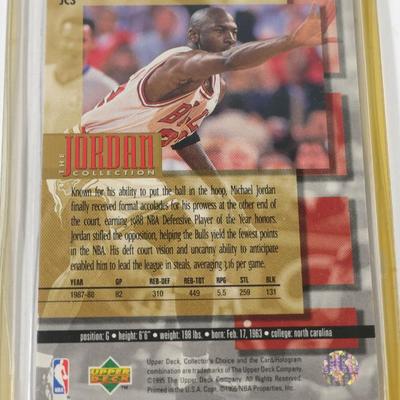 JC3
THE
JORDAN
COLLECTION
Known for his ability to put the ball in the hoop, Michael Jordan
finally received formal accolades for his prowess at the other end
of the court, earning 1988 NBA Defensive Player of the Year honors.
Jordan stifled the opposition, helping the Bulls yield the fewest points
in the NBA. His deft court vision and uncanny ability to anticipate
enabled him to lead the league in steals, averaging 3.16 per game.
YEAR GP DEF-REB REB-TOT RPG STL BLK
1987-88 82 310 449 5.5 259 131
position: G • height: 6'6" • weight: 198 lbs. • born: Feb. 17, 1963 • college: north carolina
NBA
UPPER
DECK
Upper Deck, Collector's Choice and the Card/Hologram
combination are trademarks of The Upper Deck Company.
©1995 The Upper Deck Company. All Rights Reserved.
Printed in the U.S.A. ©1995 NBA Properties, Inc.